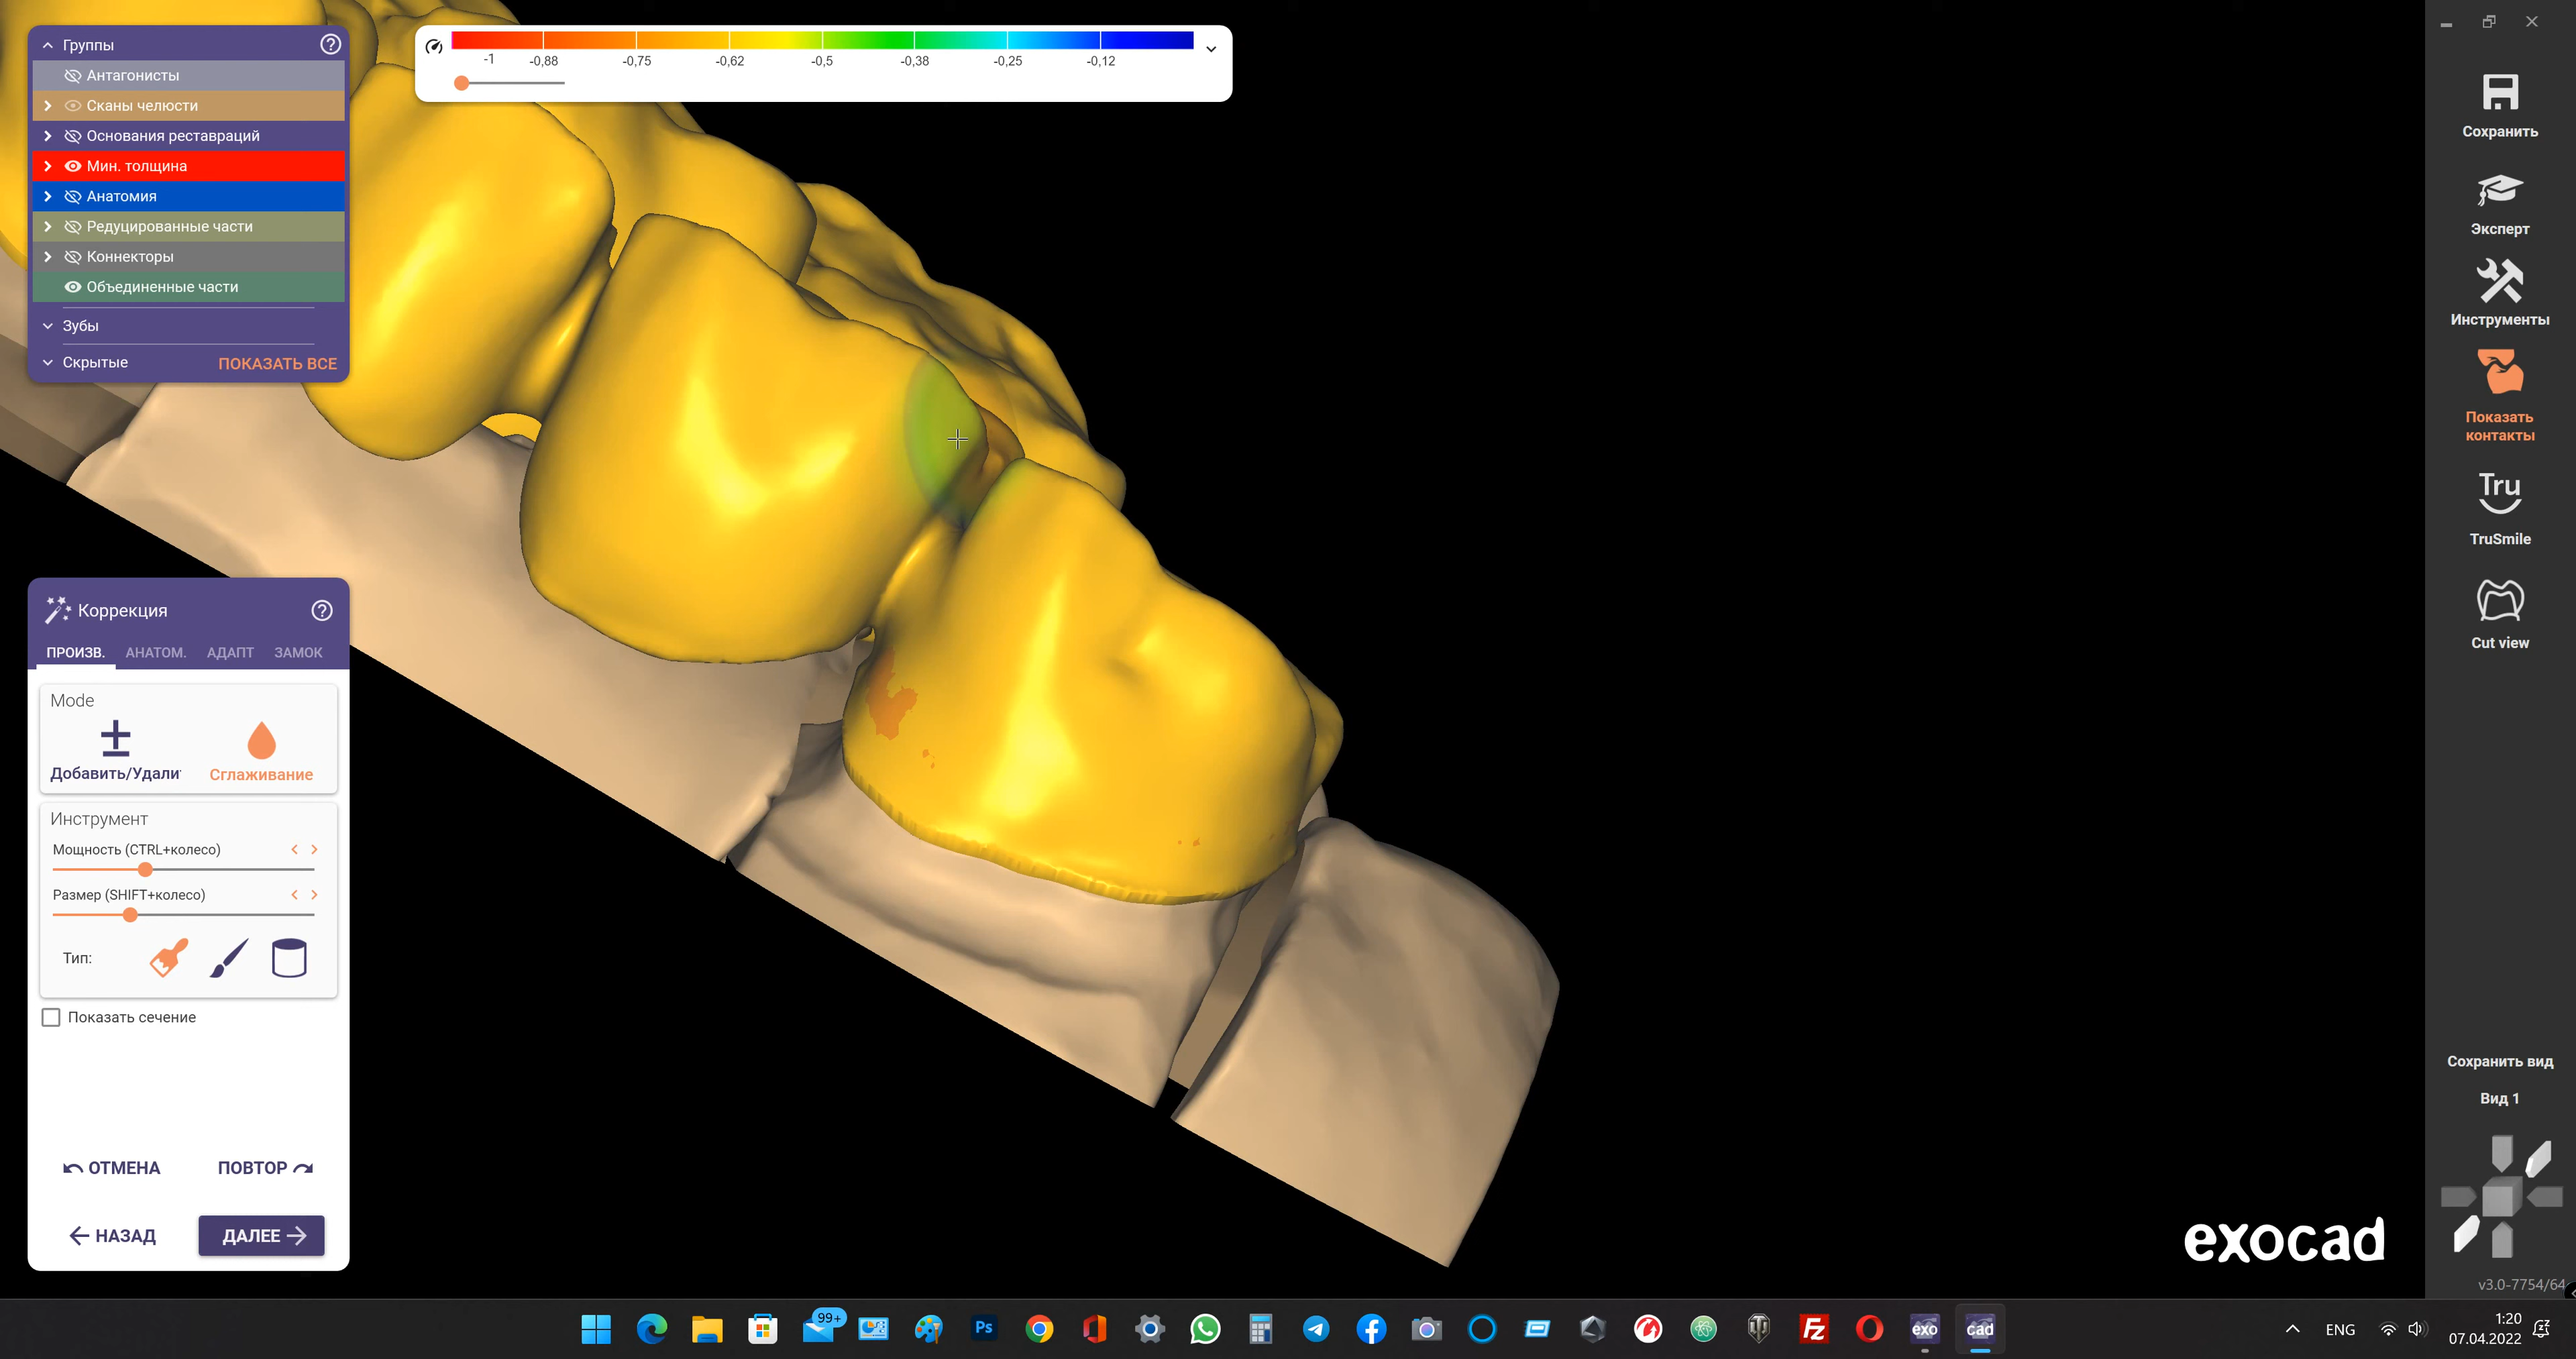 Группы
Антагонисты
Сканы челюсти
Основания реставраций
Мин. толщина
Анатомия
Редуцированные части
Коннекторы
Объединенные части
Зубы
Скрытые ПОКАЗАТЬ ВСЕ
-1 -0,88 -0,75 -0,62 -0,5 -0,38 -0,25 -0,12
Коррекция
ПРОИЗВ. АНАТОМ. АДАПТ ЗАМОК
Mode
Добавить/Удали
Сглаживание
Инструмент
Мощность (CTRL+колесо)
Размер (SHIFT+колесо)
Тип:
Показать сечение
ОТМЕНА ПОВТОР
НАЗАД ДАЛЕЕ
Сохранить
Эксперт
Инструменты
Показать
контакты
Tru
TruSmile
Cut view
Сохранить вид
Вид 1
exocad
v3.0-7754/64
99+
Ps
Fz
exo
cad
ENG
1:20
07.04.2022